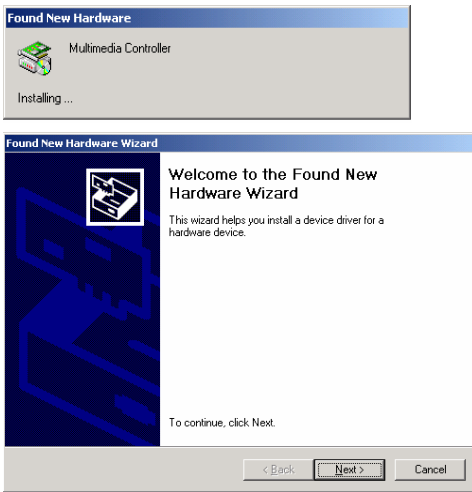 Found New Hardware
Multimedia Controller
Installing ...
Found New Hardware Wizard
Welcome to the Found New
Hardware Wizard
This wizard helps you install a device driver for a
hardware device.
To continue, click Next.
< Back
Next >
Cancel